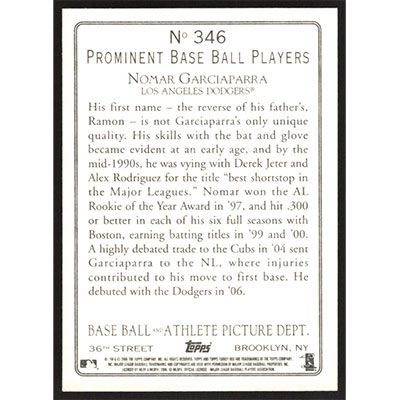 Nº 346
PROMINENT BASE BALL PLAYERS
NOMAR GARCIAPARRA
LOS ANGELES DODGERS®
His first name – the reverse of his father's,
Ramon – is not Garciaparra's only unique
quality. His skills with the bat and glove
became evident at an early age, and by the
mid-1990s, he was vying with Derek Jeter and
Alex Rodriguez for the title "best shortstop in
the Major Leagues." Nomar won the AL
Rookie of the Year Award in '97, and hit .300
or better in each of his six full seasons with
Boston, earning batting titles in '99 and '00.
A highly debated trade to the Cubs in '04 sent
Garciaparra to the NL, where injuries
contributed to his move to first base. He
debuted with the Dodgers in '06.
BASE BALL AND ATHLETE PICTURE DEPT.
36TH STREET Topps BROOKLYN, NY